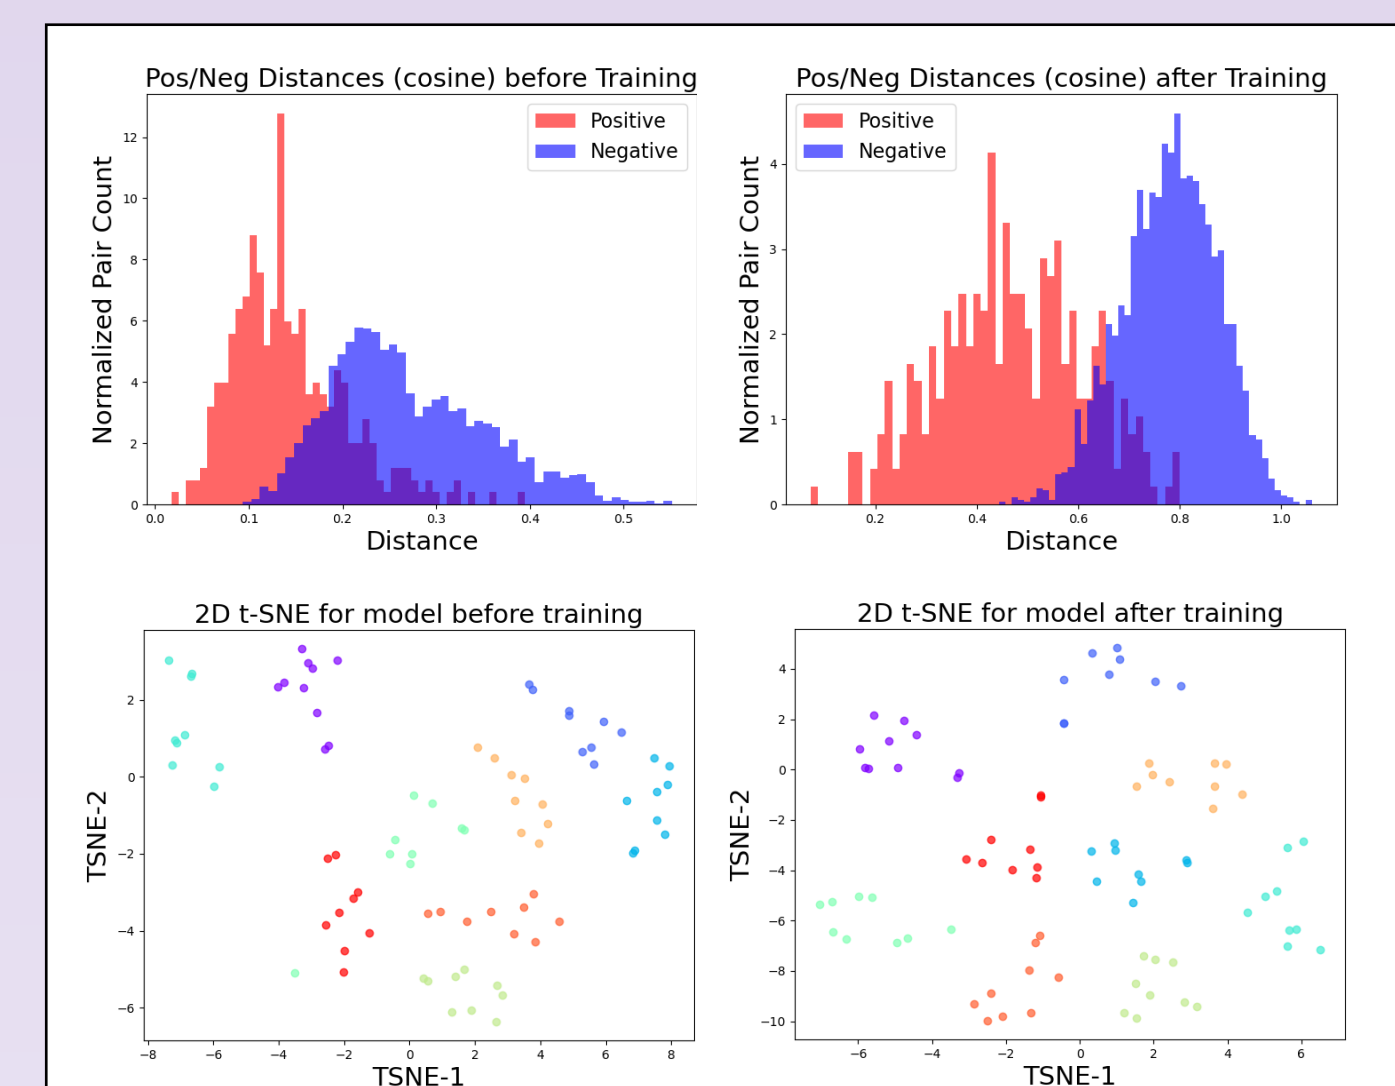 Pos/Neg Distances (cosine) before Training
Positive
Negative
12
10
8
6
4
2
0
Normalized Pair Count
0.0 0.1 0.2 0.3 0.4 0.5
Distance
Pos/Neg Distances (cosine) after Training
Positive
Negative
4
3
2
1
0
Normalized Pair Count
0.2 0.4 0.6 0.8 1.0
Distance
2D t-SNE for model before training
2
0
−2
−4
−6
TSNE-2
−8 −6 −4 −2 0 2 4 6 8
TSNE-1
2D t-SNE for model after training
4
2
0
−2
−4
−6
−8
−10
TSNE-2
−6 −4 −2 0 2 4 6
TSNE-1